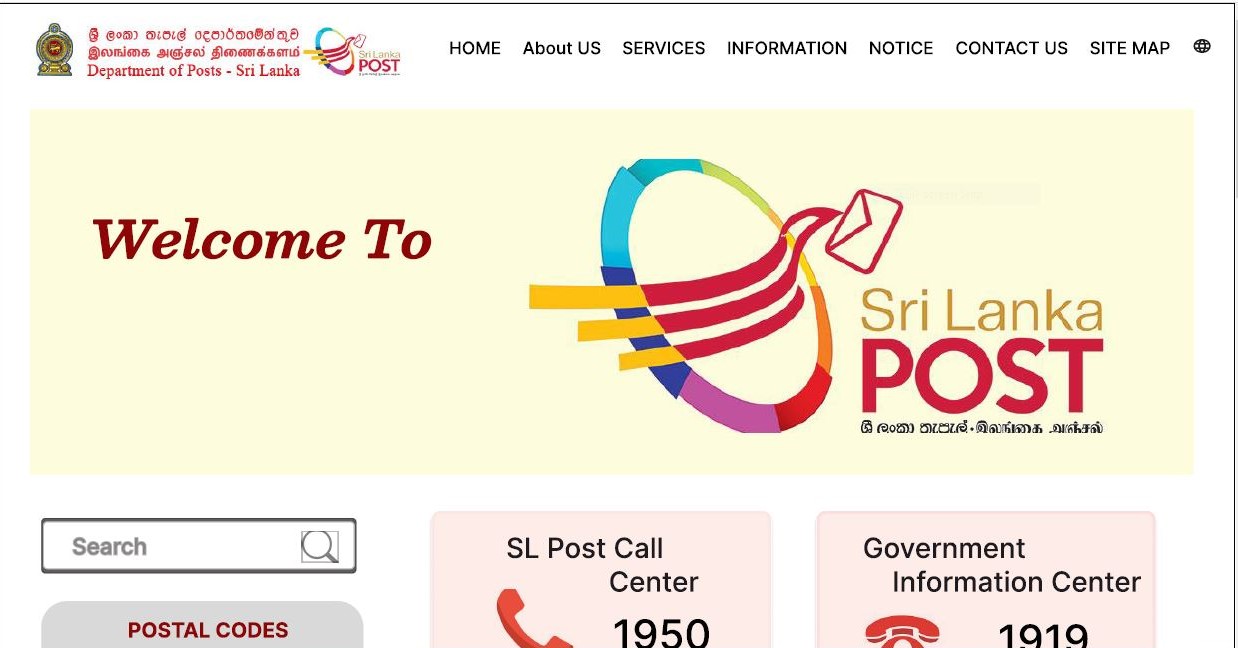 ශ්‍රී ලංකා තැපැල් දෙපාර්තමේන්තුව
இலங்கை அஞ்சல் திணைக்களம்
Department of Posts - Sri Lanka
Sri Lanka
POST
HOME About US SERVICES INFORMATION NOTICE CONTACT US SITE MAP
Welcome To
Sri Lanka
POST
ශ්‍රී ලංකා තැපැල් • இலங்கை அஞ்சல்
Search
POSTAL CODES
SL Post Call
Center
1950
Government
Information Center
1919